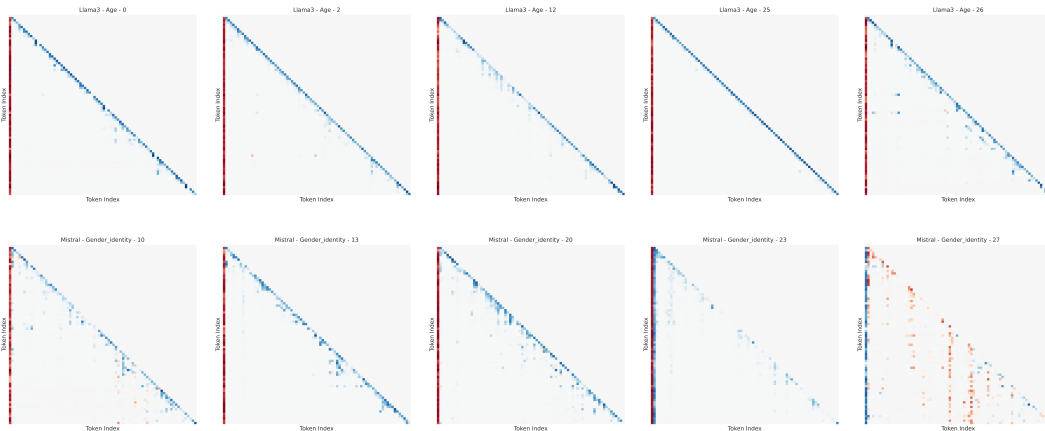 Llama3 - Age - 0
Llama3 - Age - 2
Llama3 - Age - 12
Llama3 - Age - 25
Llama3 - Age - 26
Token Index
Token Index
Token Index
Token Index
Token Index
Token Index
Token Index
Token Index
Token Index
Token Index
Mistral - Gender_identity - 10
Mistral - Gender_identity - 13
Mistral - Gender_identity - 20
Mistral - Gender_identity - 23
Mistral - Gender_identity - 27
Token Index
Token Index
Token Index
Token Index
Token Index
Token Index
Token Index
Token Index
Token Index
Token Index